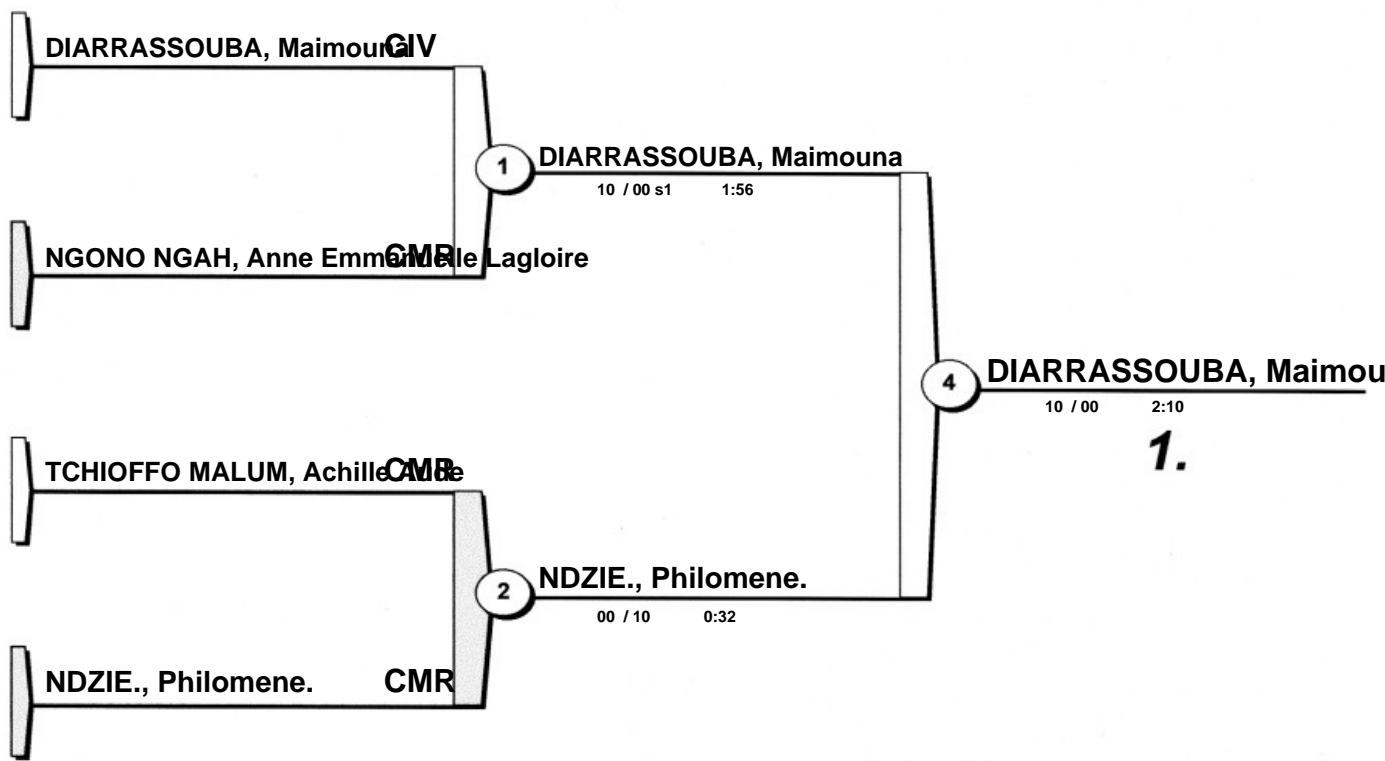 DIARRASSOUBA, Maimouna CIV
1 DIARRASSOUBA, Maimouna
10 / 00 s1 1:56
NGONO NGAH, Anne Emmanuelle Lagloire CMR
4 DIARRASSOUBA, Maimou
10 / 00 2:10
1.
TCHIOFFO MALUM, Achille Aude CMR
2 NDZIE., Philomene.
00 / 10 0:32
NDZIE., Philomene. CMR